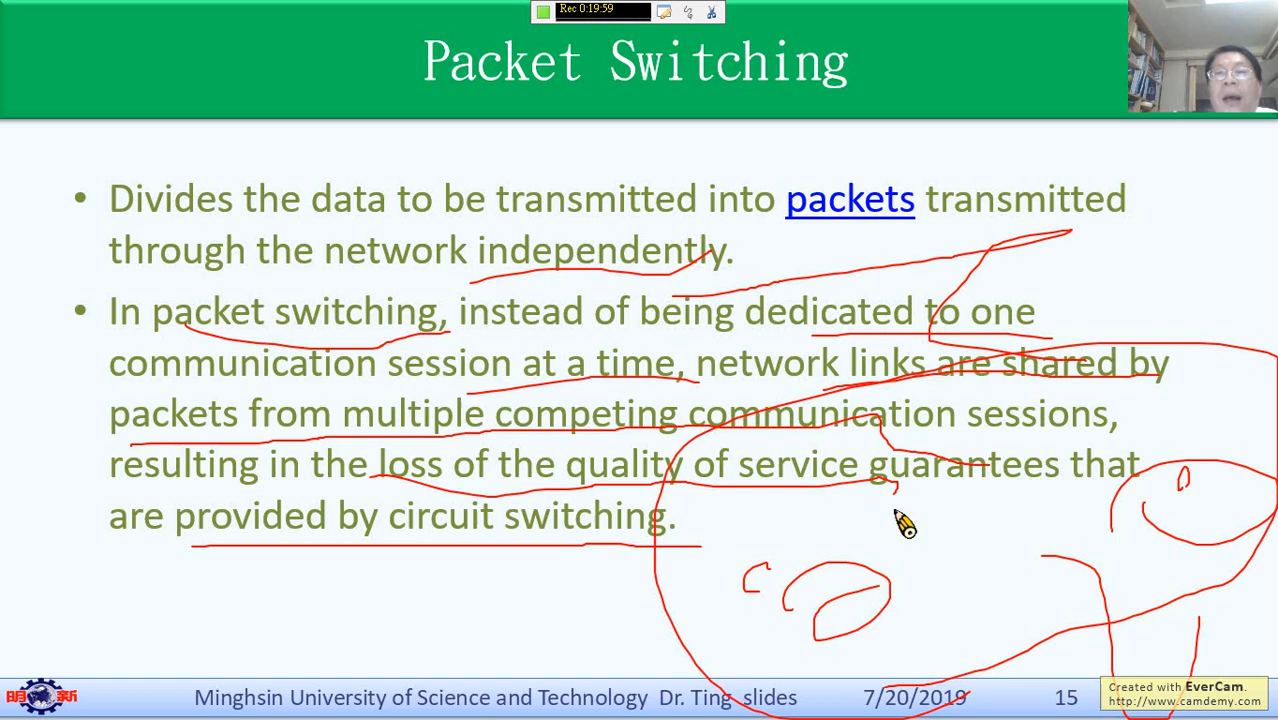 Rec 0:19:59
Packet Switching
• Divides the data to be transmitted into packets transmitted
through the network independently.
• In packet switching, instead of being dedicated to one
communication session at a time, network links are shared by
packets from multiple competing communication sessions,
resulting in the loss of the quality of service guarantees that
are provided by circuit switching.
明新
Minghsin University of Science and Technology Dr. Ting slides
7/20/2019
15
Created with EverCam.
http://www.camdemy.com